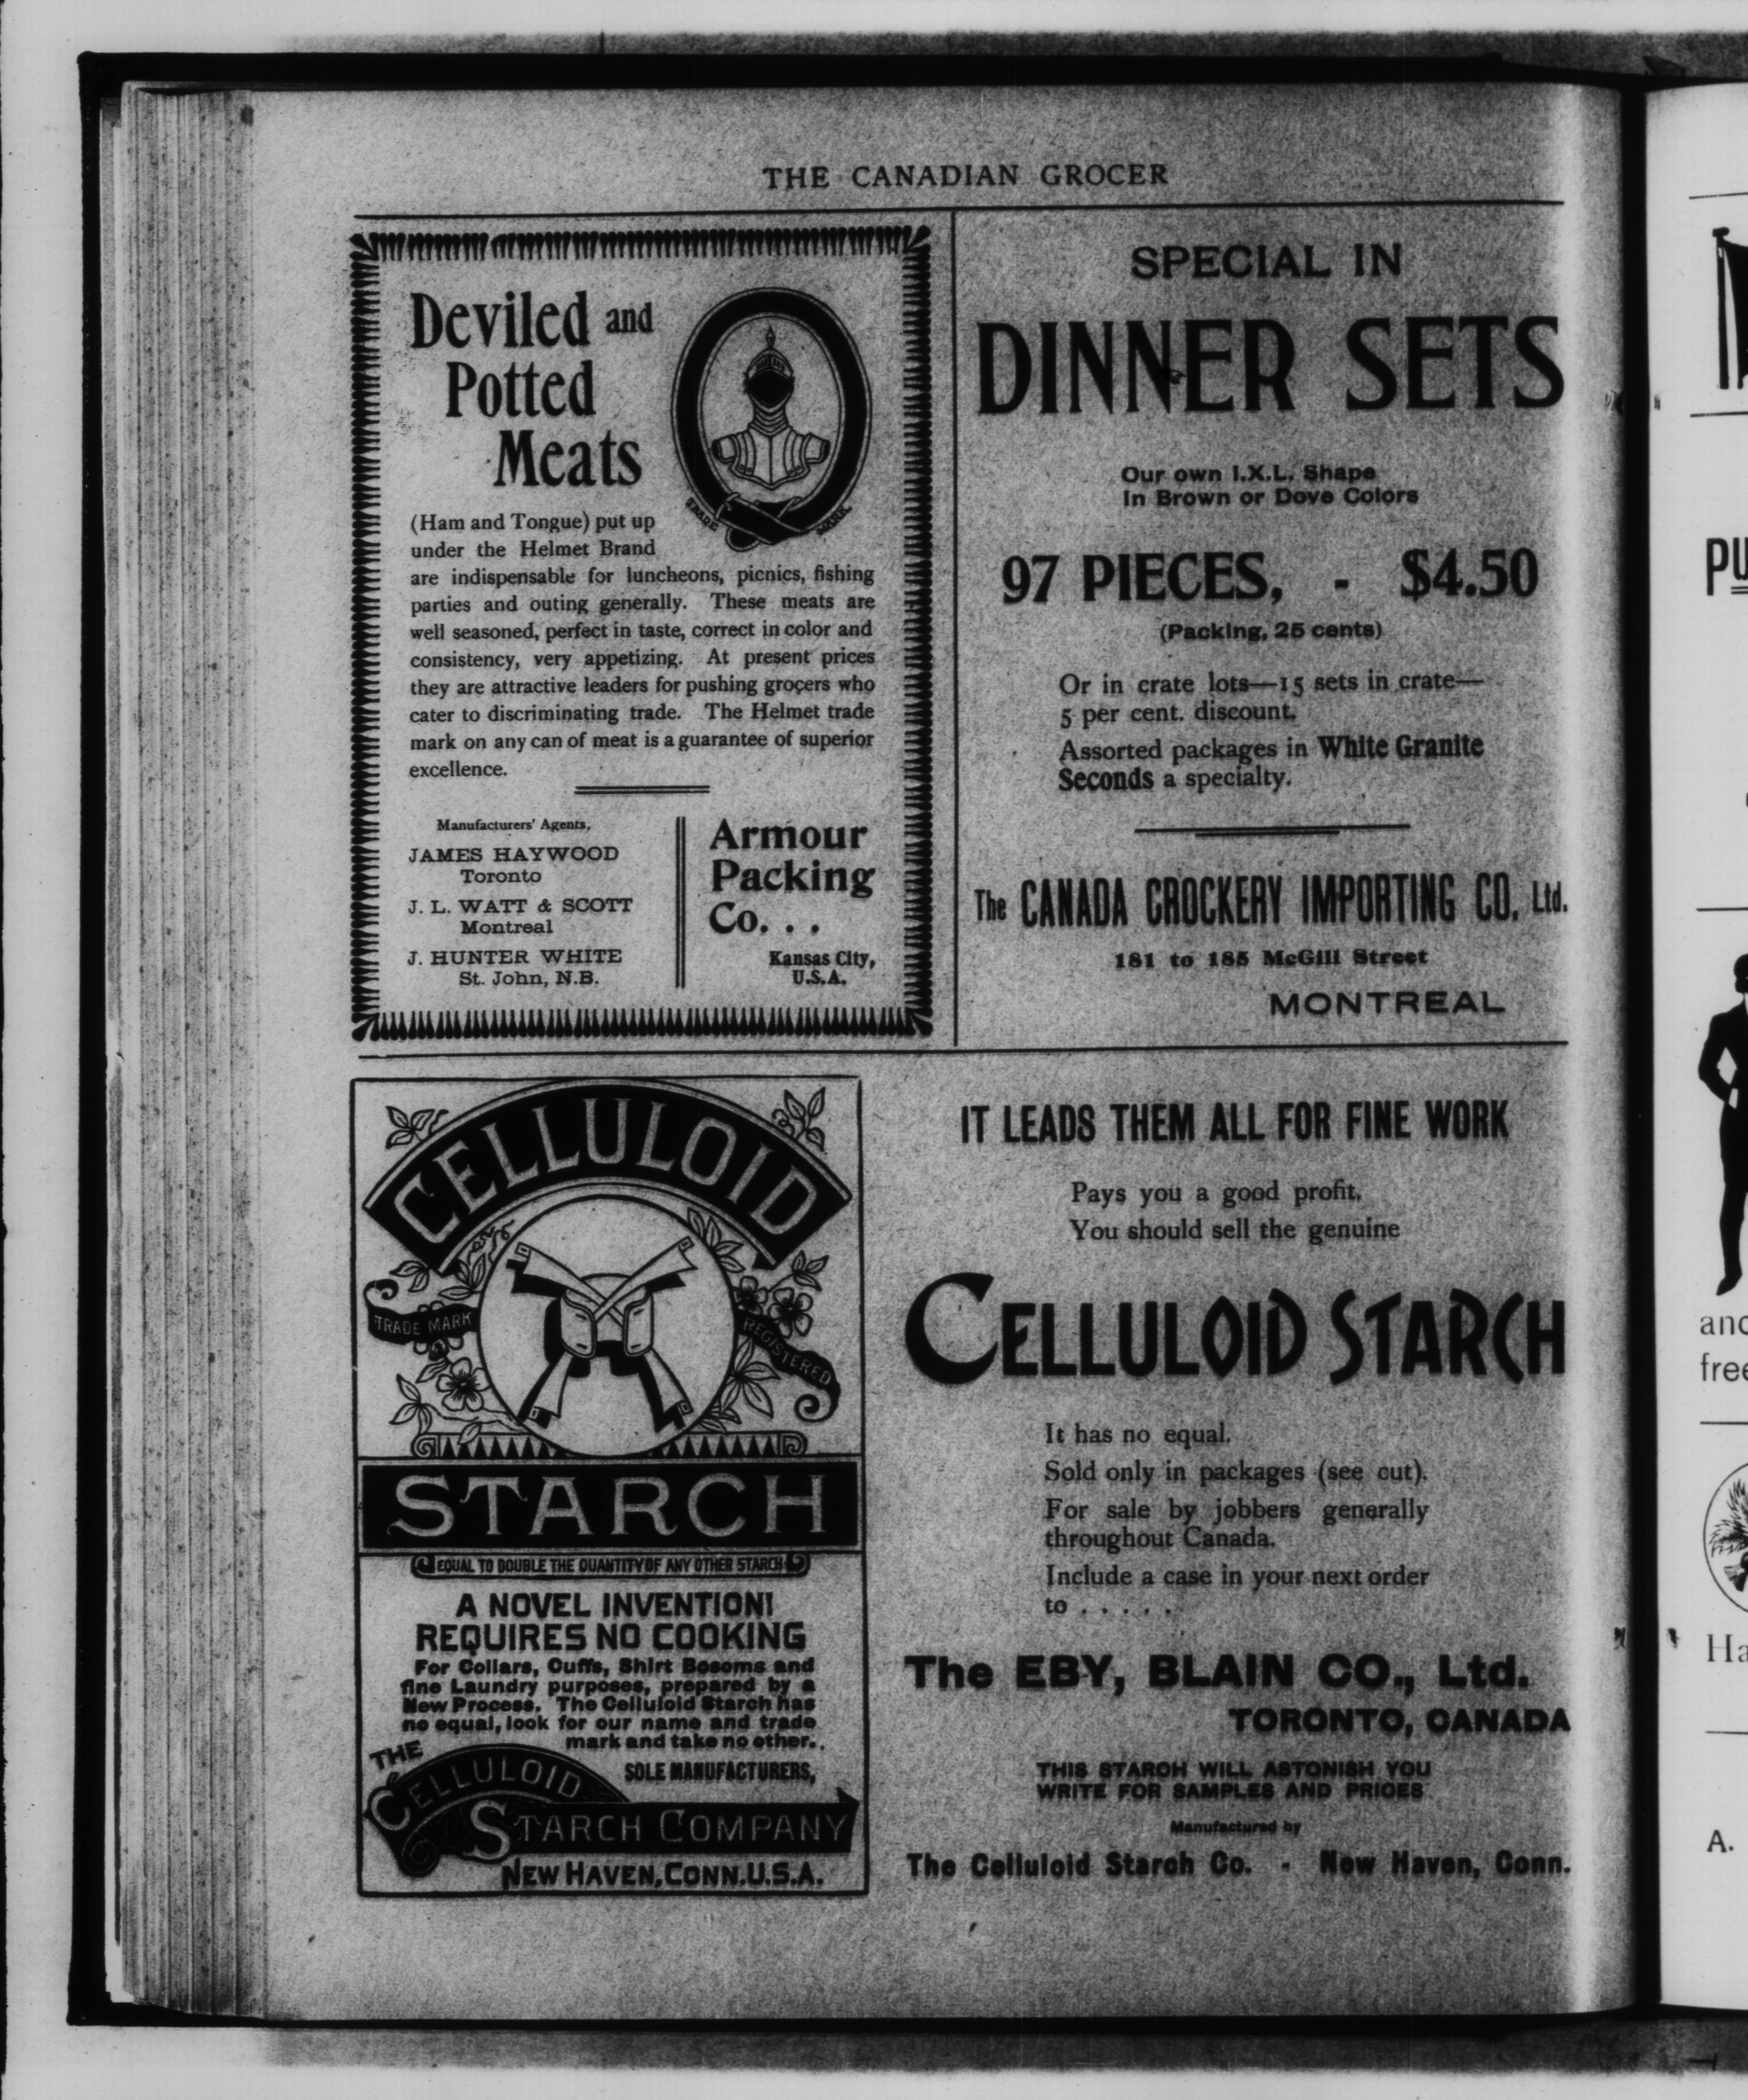 THE CANADIAN GROCER
Deviled and
Potted
Meats
TRADE MARK
(Ham and Tongue) put up
under the Helmet Brand
are indispensable for luncheons, picnics, fishing
parties and outing generally. These meats are
well seasoned, perfect in taste, correct in color and
consistency, very appetizing. At present prices
they are attractive leaders for pushing grocers who
cater to discriminating trade. The Helmet trade
mark on any can of meat is a guarantee of superior
excellence.
Manufacturers' Agents,
JAMES HAYWOOD
Toronto
J. L. WATT & SCOTT
Montreal
J. HUNTER WHITE
St. John, N.B.
Armour
Packing
Co. . .
Kansas City,
U.S.A.
SPECIAL IN
DINNER SETS
Our own I.X.L. Shape
In Brown or Dove Colors
97 PIECES, - $4.50
(Packing, 25 cents)
Or in crate lots—15 sets in crate—
5 per cent. discount.
Assorted packages in White Granite
Seconds a specialty.
The CANADA CROCKERY IMPORTING CO. Ltd.
181 to 185 McGill Street
MONTREAL
CELLULOID
TRADE MARK
REGISTERED
STARCH
EQUAL TO DOUBLE THE QUANTITY OF ANY OTHER STARCH
A NOVEL INVENTION!
REQUIRES NO COOKING
For Collars, Cuffs, Shirt Bosoms and
fine Laundry purposes, prepared by a
New Process. The Celluloid Starch has
no equal, look for our name and trade
mark and take no other.
SOLE MANUFACTURERS,
THE
CELLULOID
STARCH COMPANY
NEW HAVEN, CONN. U.S.A.
IT LEADS THEM ALL FOR FINE WORK
Pays you a good profit.
You should sell the genuine
CELLULOID STARCH
It has no equal.
Sold only in packages (see cut).
For sale by jobbers generally
throughout Canada.
Include a case in your next order
to . . . . .
The EBY, BLAIN CO., Ltd.
TORONTO, CANADA
THIS STARCH WILL ASTONISH YOU
WRITE FOR SAMPLES AND PRICES
Manufactured by
The Celluloid Starch Co. - New Haven, Conn.
PU
and
free
Ha
A.